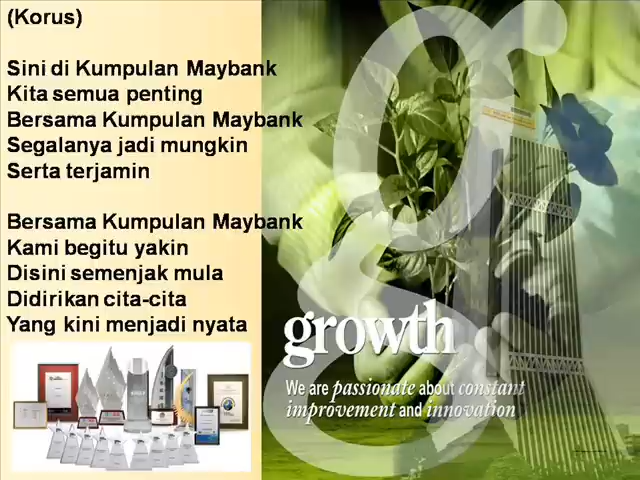 (Korus)
Sini di Kumpulan Maybank
Kita semua penting
Bersama Kumpulan Maybank
Segalanya jadi mungkin
Serta terjamin
Bersama Kumpulan Maybank
Kami begitu yakin
Disini semenjak mula
Didirikan cita-cita
Yang kini menjadi nyata
g
growth
We are passionate about constant
improvement and innovation